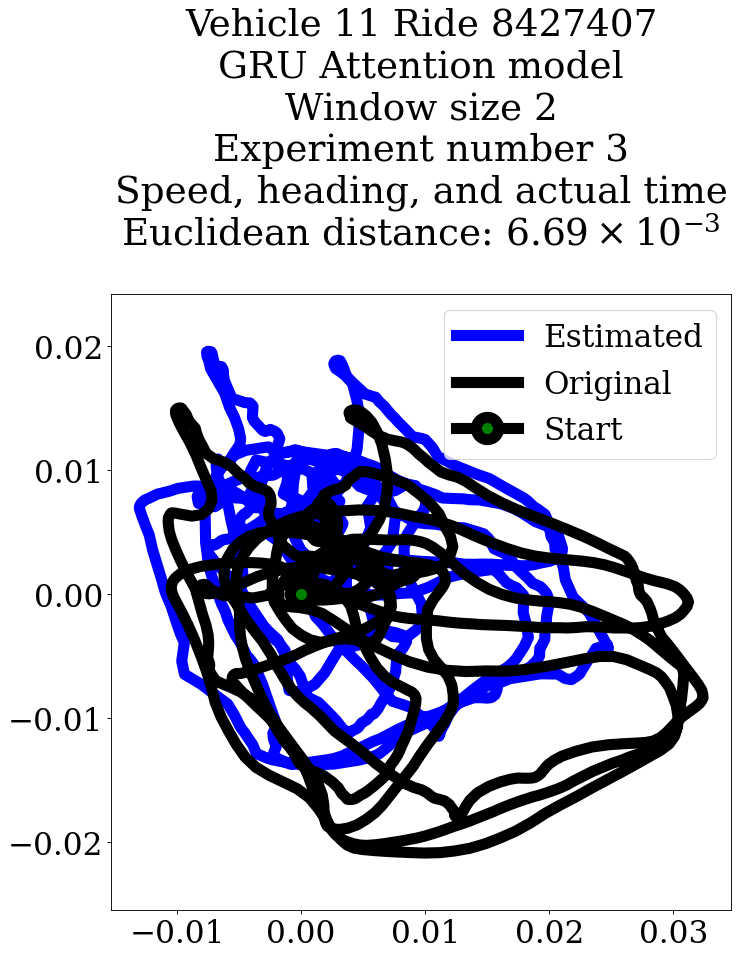 Vehicle 11 Ride 8427407
GRU Attention model
Window size 2
Experiment number 3
Speed, heading, and actual time
Euclidean distance: 6.69 × 10⁻³
Estimated
Original
Start
0.02
0.01
0.00
−0.01
−0.02
−0.01 0.00 0.01 0.02 0.03